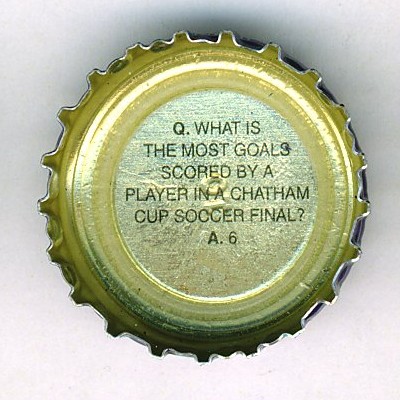 Q. WHAT IS
THE MOST GOALS
SCORED BY A
PLAYER IN A CHATHAM
CUP SOCCER FINAL?
A. 6